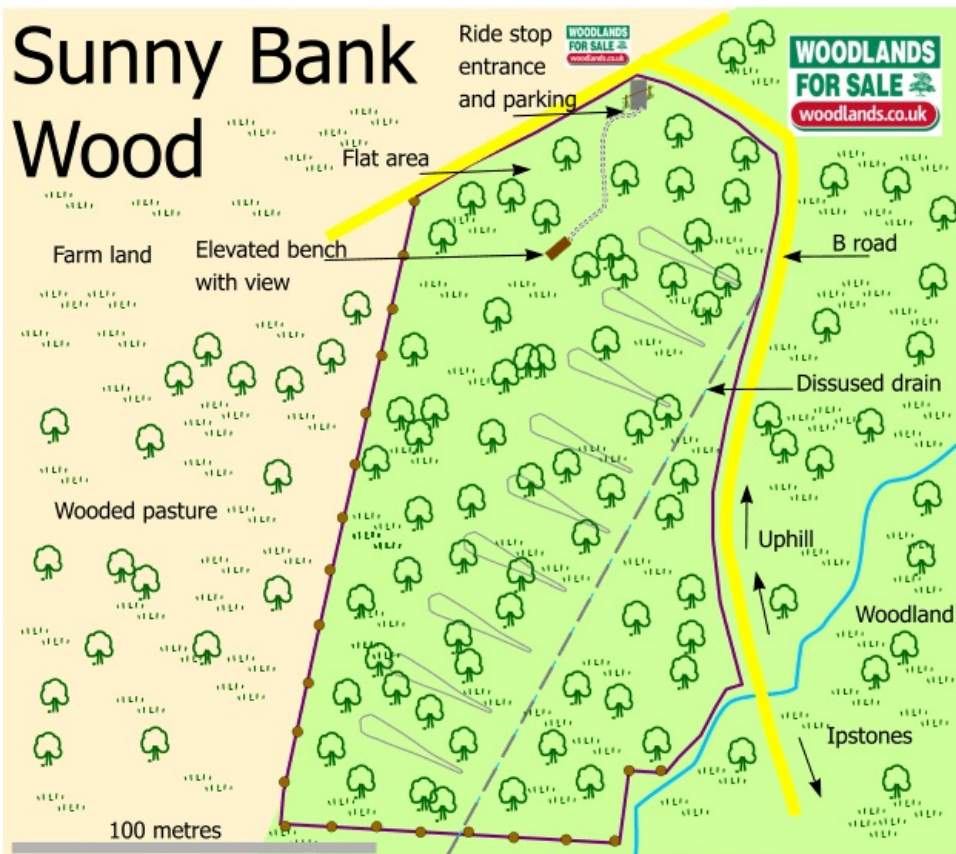 Sunny Bank
Wood
Ride stop
entrance
and parking
WOODLANDS
FOR SALE
woodlands.co.uk
WOODLANDS
FOR SALE
woodlands.co.uk
Flat area
Farm land
Elevated bench
with view
B road
Dissused drain
Wooded pasture
Uphill
Woodland
Ipstones
100 metres